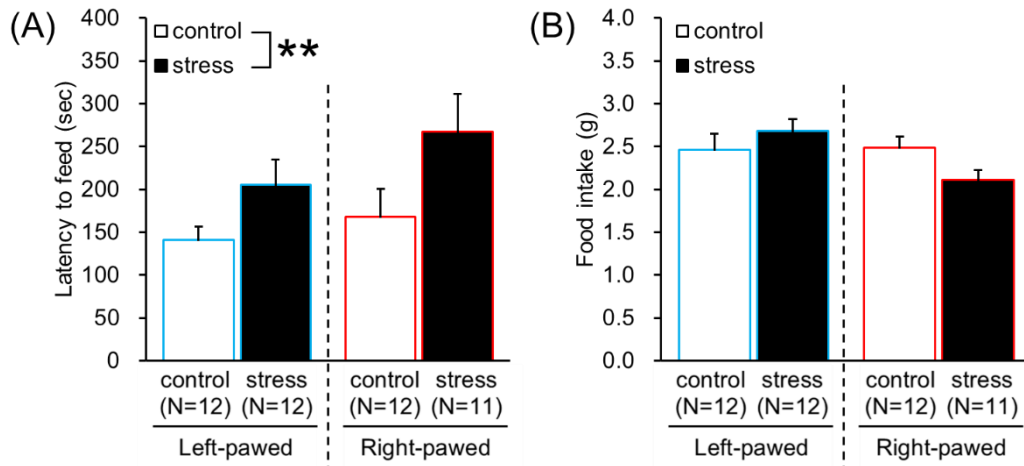 (A)
control
stress
**
Latency to feed (sec)
400
350
300
250
200
150
100
50
0
control stress control stress
(N=12) (N=12) (N=12) (N=11)
Left-pawed Right-pawed
(B)
control
stress
Food intake (g)
4.0
3.5
3.0
2.5
2.0
1.5
1.0
0.5
0.0
control stress control stress
(N=12) (N=12) (N=12) (N=11)
Left-pawed Right-pawed